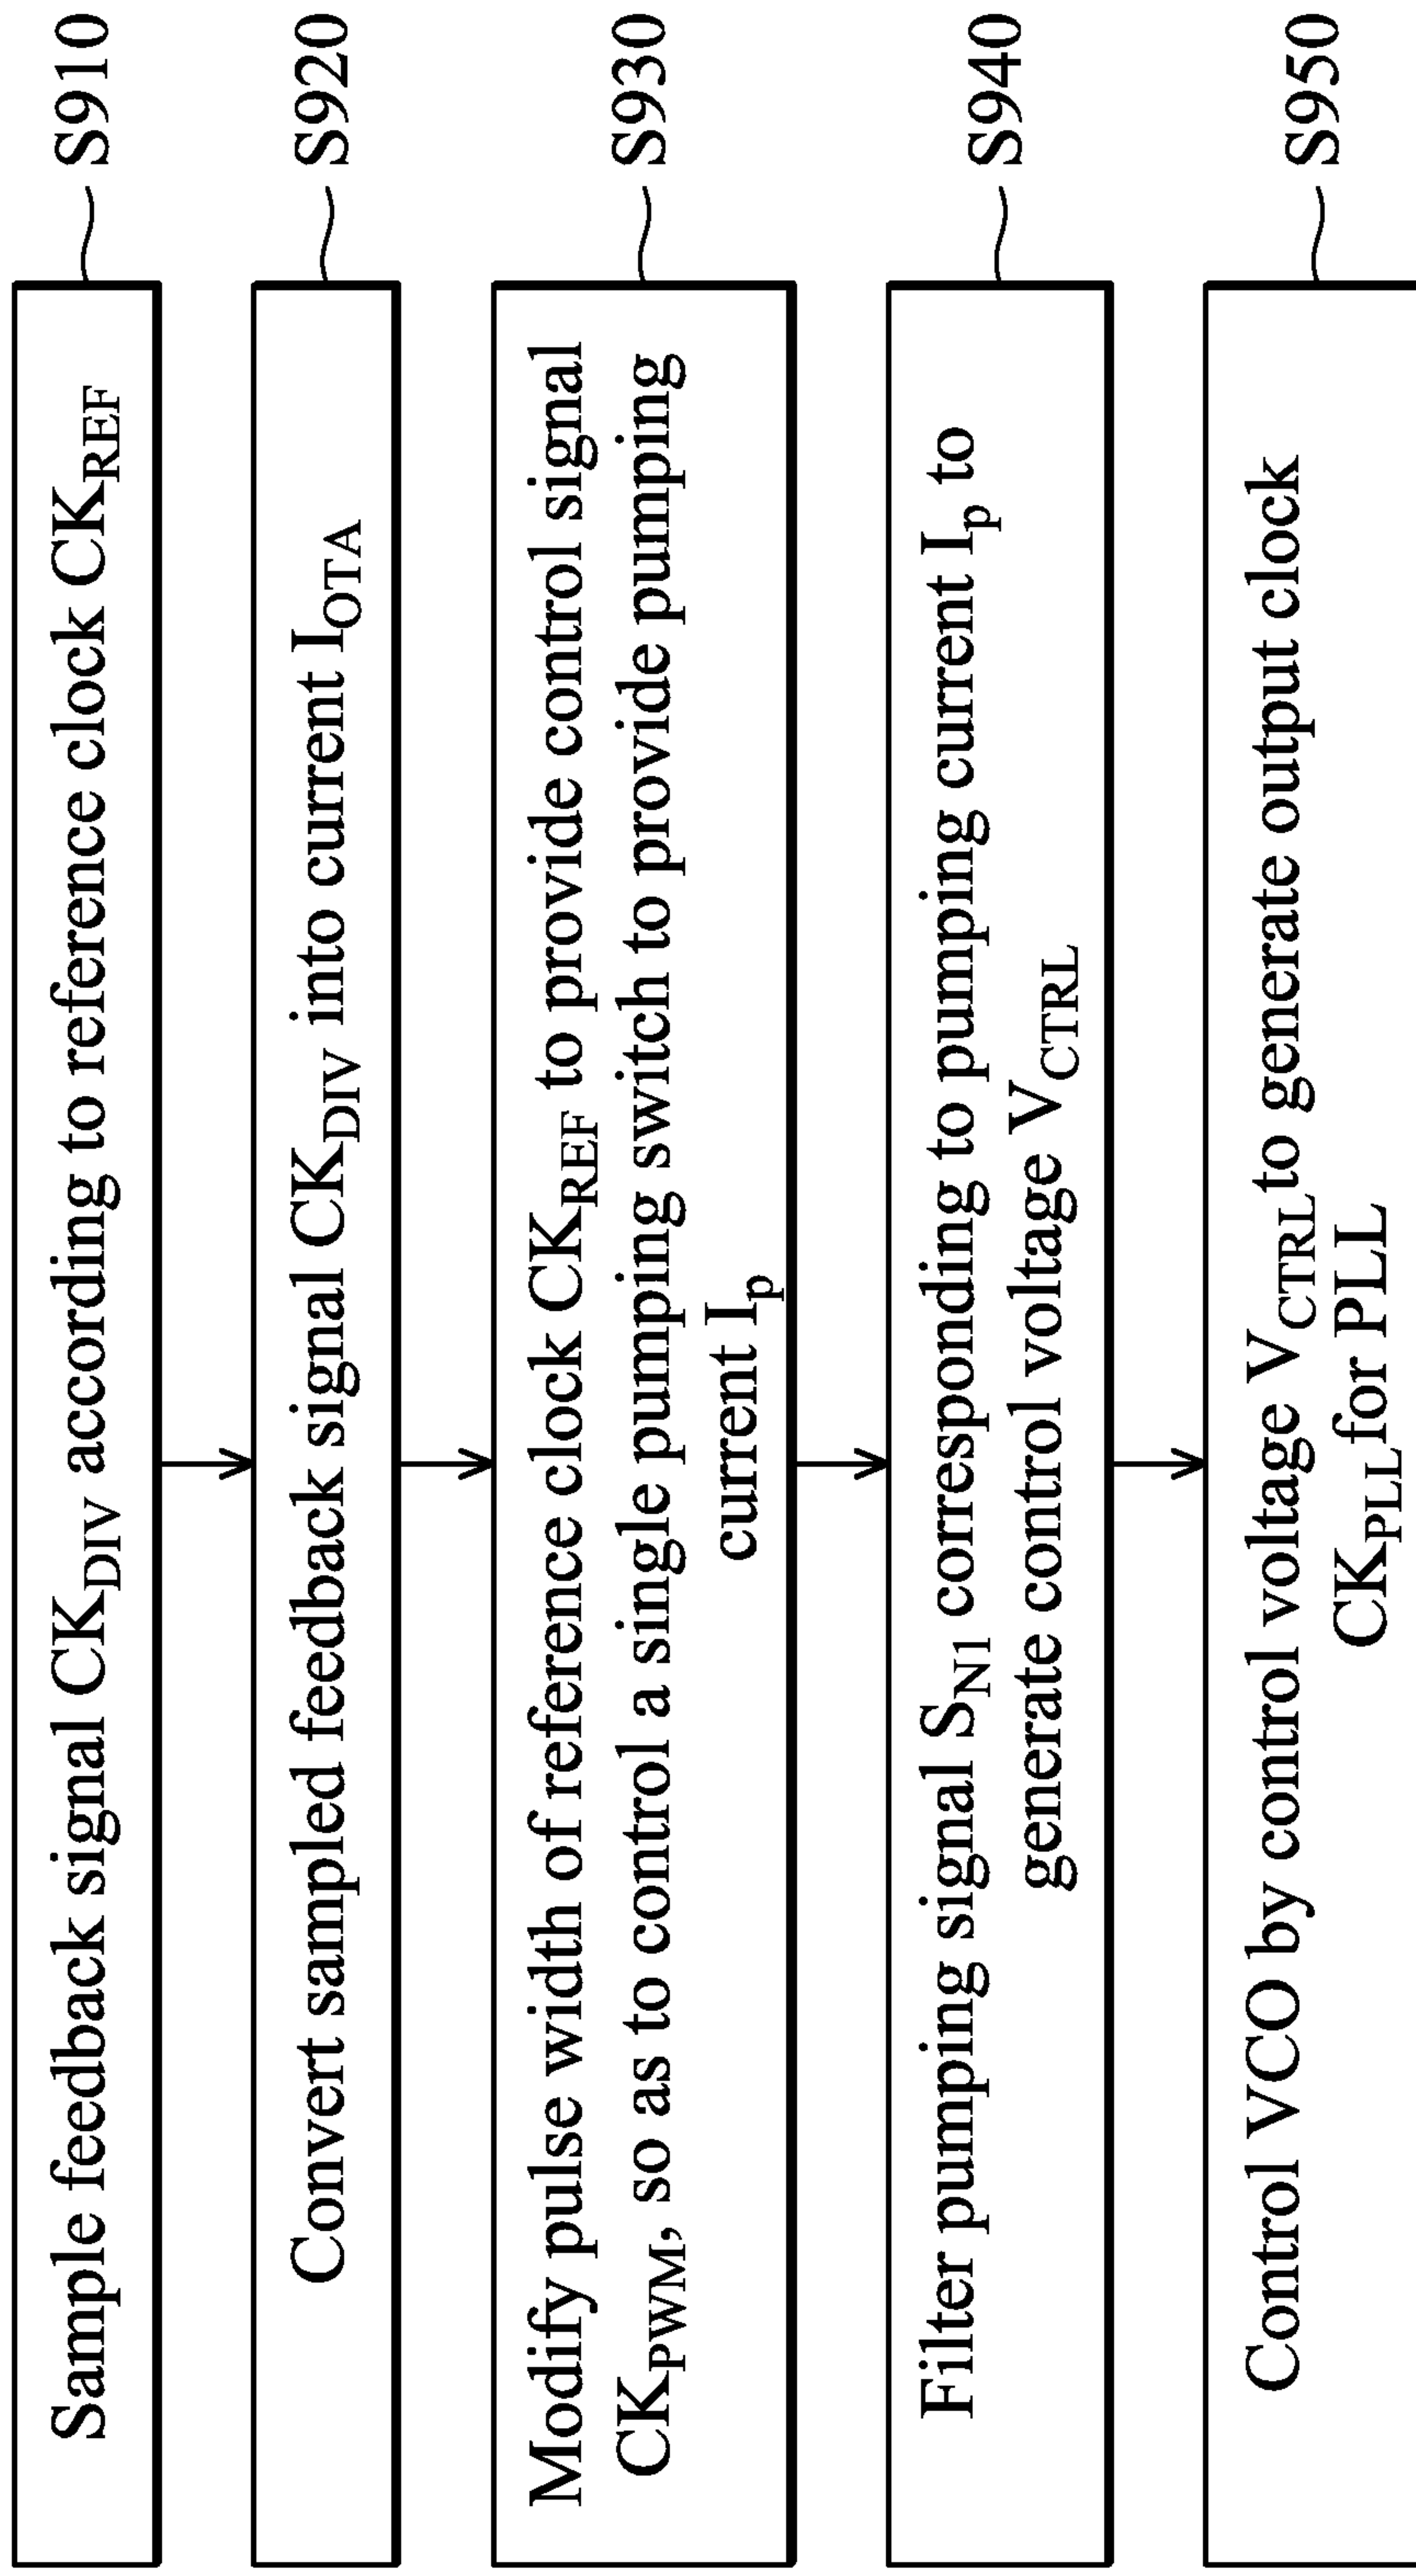 Sample feedback signal CK_DIV according to reference clock CK_REF
S910
Convert sampled feedback signal CK_DIV into current I_OTA
S920
Modify pulse width of reference clock CK_REF to provide control signal
CK_PWM, so as to control a single pumping switch to provide pumping
current I_p
S930
Filter pumping signal S_N1 corresponding to pumping current I_p to
generate control voltage V_CTRL
S940
Control VCO by control voltage V_CTRL to generate output clock
CK_PLL for PLL
S950